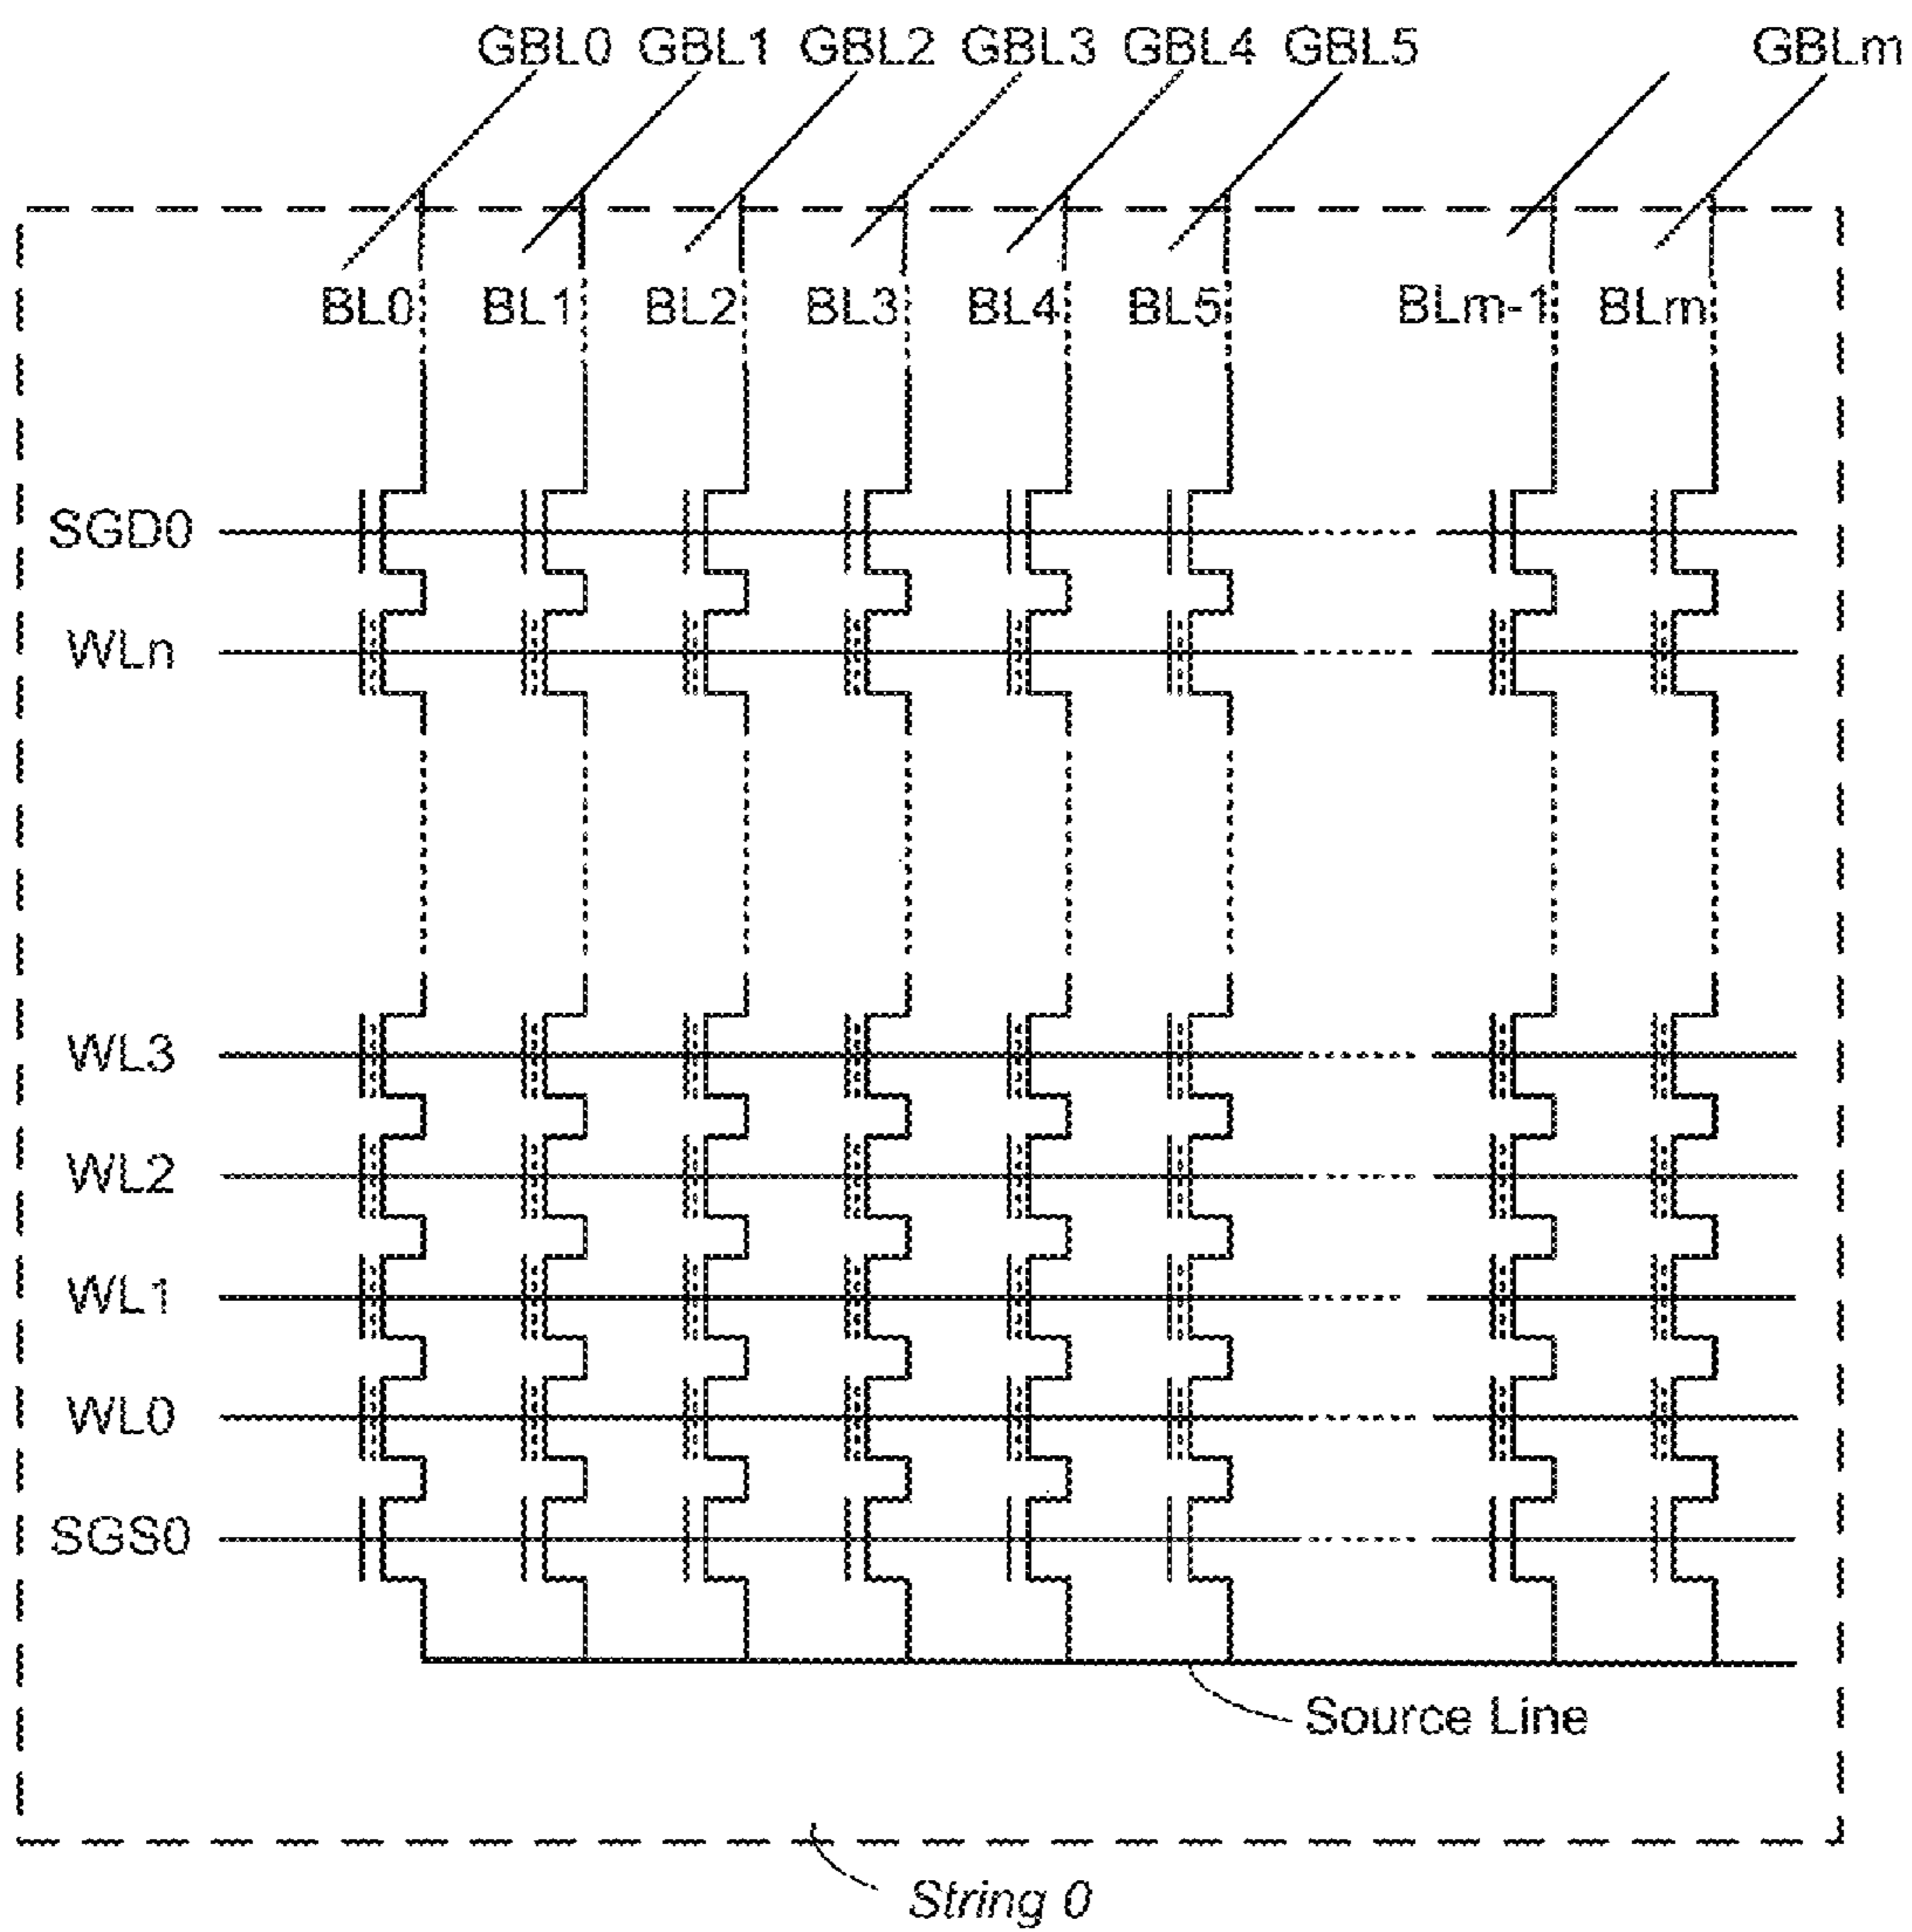 GBL0 GBL1 GBL2 GBL3 GBL4 GBL5 GBLm
BL0 BL1 BL2 BL3 BL4 BL5 BLm-1 BLm
SGD0
WLn
WL3
WL2
WL1
WL0
SGS0
Source Line
String 0